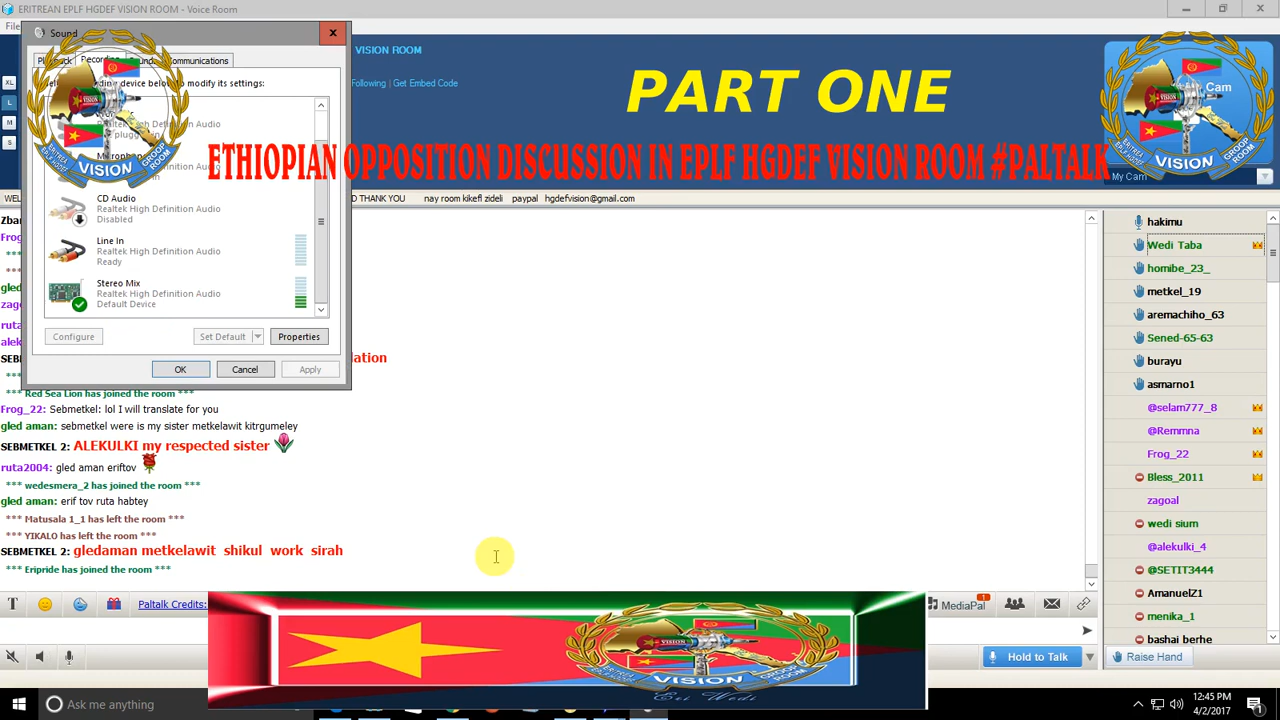 ERITREAN EPLF HGDEF VISION ROOM - Voice Room
File
Sound
VISION ROOM
Following | Get Embed Code
PART ONE
ETHIOPIAN OPPOSITION DISCUSSION IN EPLF HGDEF VISION ROOM #PALTALK
Communications
device below to modify its settings:
Realtek High Definition Audio
CD Audio
Realtek High Definition Audio
Disabled
Line In
Realtek High Definition Audio
Ready
Stereo Mix
Realtek High Definition Audio
Default Device
Configure
Set Default
Properties
OK
Cancel
Apply
XL
L
M
S
VISION
VISION
Cam
My Cam
D THANK YOU nay room kikefl zideli paypal hgdefvision@gmail.com
*** Red Sea Lion has joined the room ***
Frog_22: Sebmetkel: lol I will translate for you
gled aman: sebmetkel were is my sister metkelawit kitrgumeley
SEBMETKEL 2: ALEKULKI my respected sister
ruta2004: gled aman eriftov
*** wedesmera_2 has joined the room ***
gled aman: erif tov ruta habtey
*** Matusala 1_1 has left the room ***
*** YIKALO has left the room ***
SEBMETKEL 2: gledaman metkelawit shikul work sirah
*** Eripride has joined the room ***
hakimu
Wedi Taba
homibe_23_
metkel_19
aremachiho_63
Sened-65-63
burayu
asmarno1
@selam777_8
@Remmna
Frog_22
Bless_2011
zagoal
wedi sium
@alekulki_4
@SETIT3444
AmanuelZ1
menika_1
bashai berhe
T
Paltalk Credits:
MediaPal
1
Hold to Talk
Raise Hand
VISION
Eri Wedi
Ask me anything
12:45 PM
4/2/2017
1